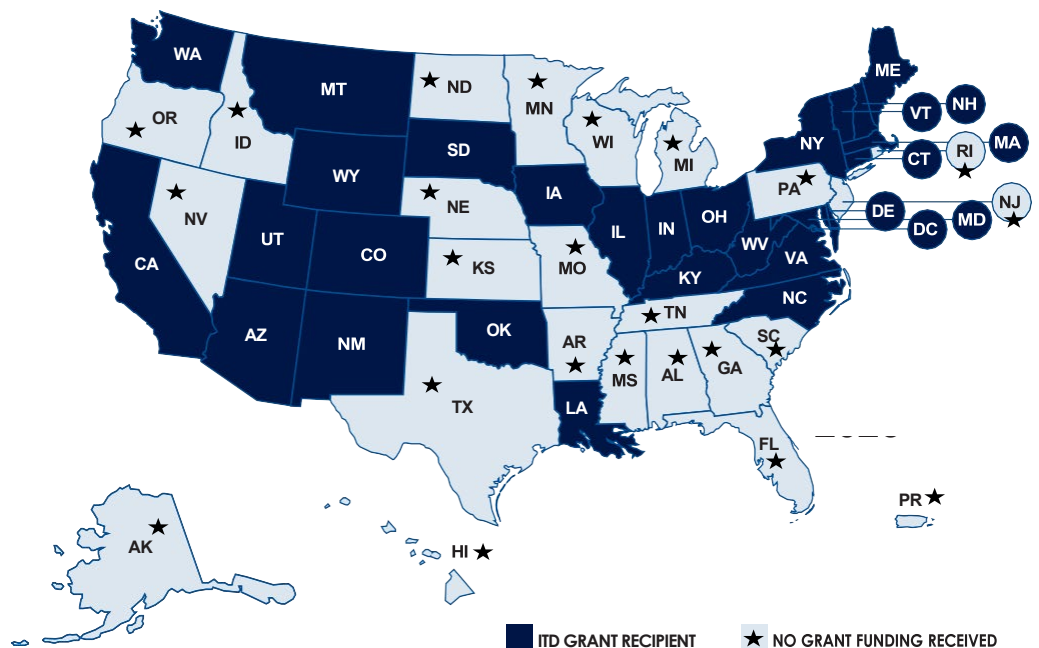 WA
ME
MT
ND
MN
VT
NH
OR
ID
WI
MI
NY
MA
SD
CT
RI
WY
PA
IA
NE
NJ
NV
DE
OH
MD
UT
IL
IN
DC
CO
WV
CA
KS
MO
VA
KY
NC
TN
OK
AZ
NM
AR
SC
GA
MS
AL
TX
LA
FL
PR
AK
HI
ITD GRANT RECIPIENT
NO GRANT FUNDING RECEIVED